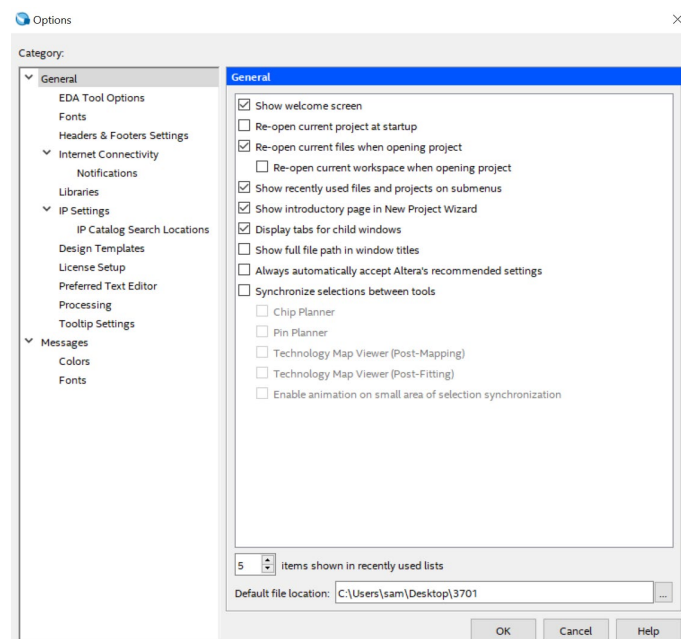 Options
Category:
General
EDA Tool Options
Fonts
Headers & Footers Settings
Internet Connectivity
Notifications
Libraries
IP Settings
IP Catalog Search Locations
Design Templates
License Setup
Preferred Text Editor
Processing
Tooltip Settings
Messages
Colors
Fonts
General
Show welcome screen
Re-open current project at startup
Re-open current files when opening project
Re-open current workspace when opening project
Show recently used files and projects on submenus
Show introductory page in New Project Wizard
Display tabs for child windows
Show full file path in window titles
Always automatically accept Altera's recommended settings
Synchronize selections between tools
Chip Planner
Pin Planner
Technology Map Viewer (Post-Mapping)
Technology Map Viewer (Post-Fitting)
Enable animation on small area of selection synchronization
5 items shown in recently used lists
Default file location: C:\Users\sam\Desktop\3701 ...
OK Cancel Help